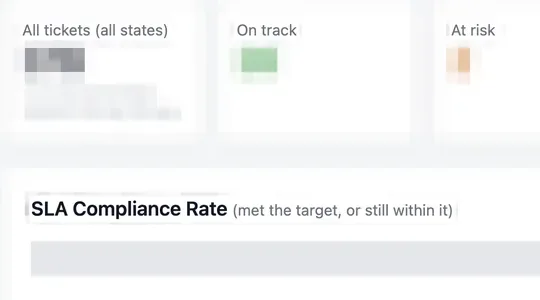 All tickets (all states)
On track
At risk
SLA Compliance Rate (met the target, or still within it)